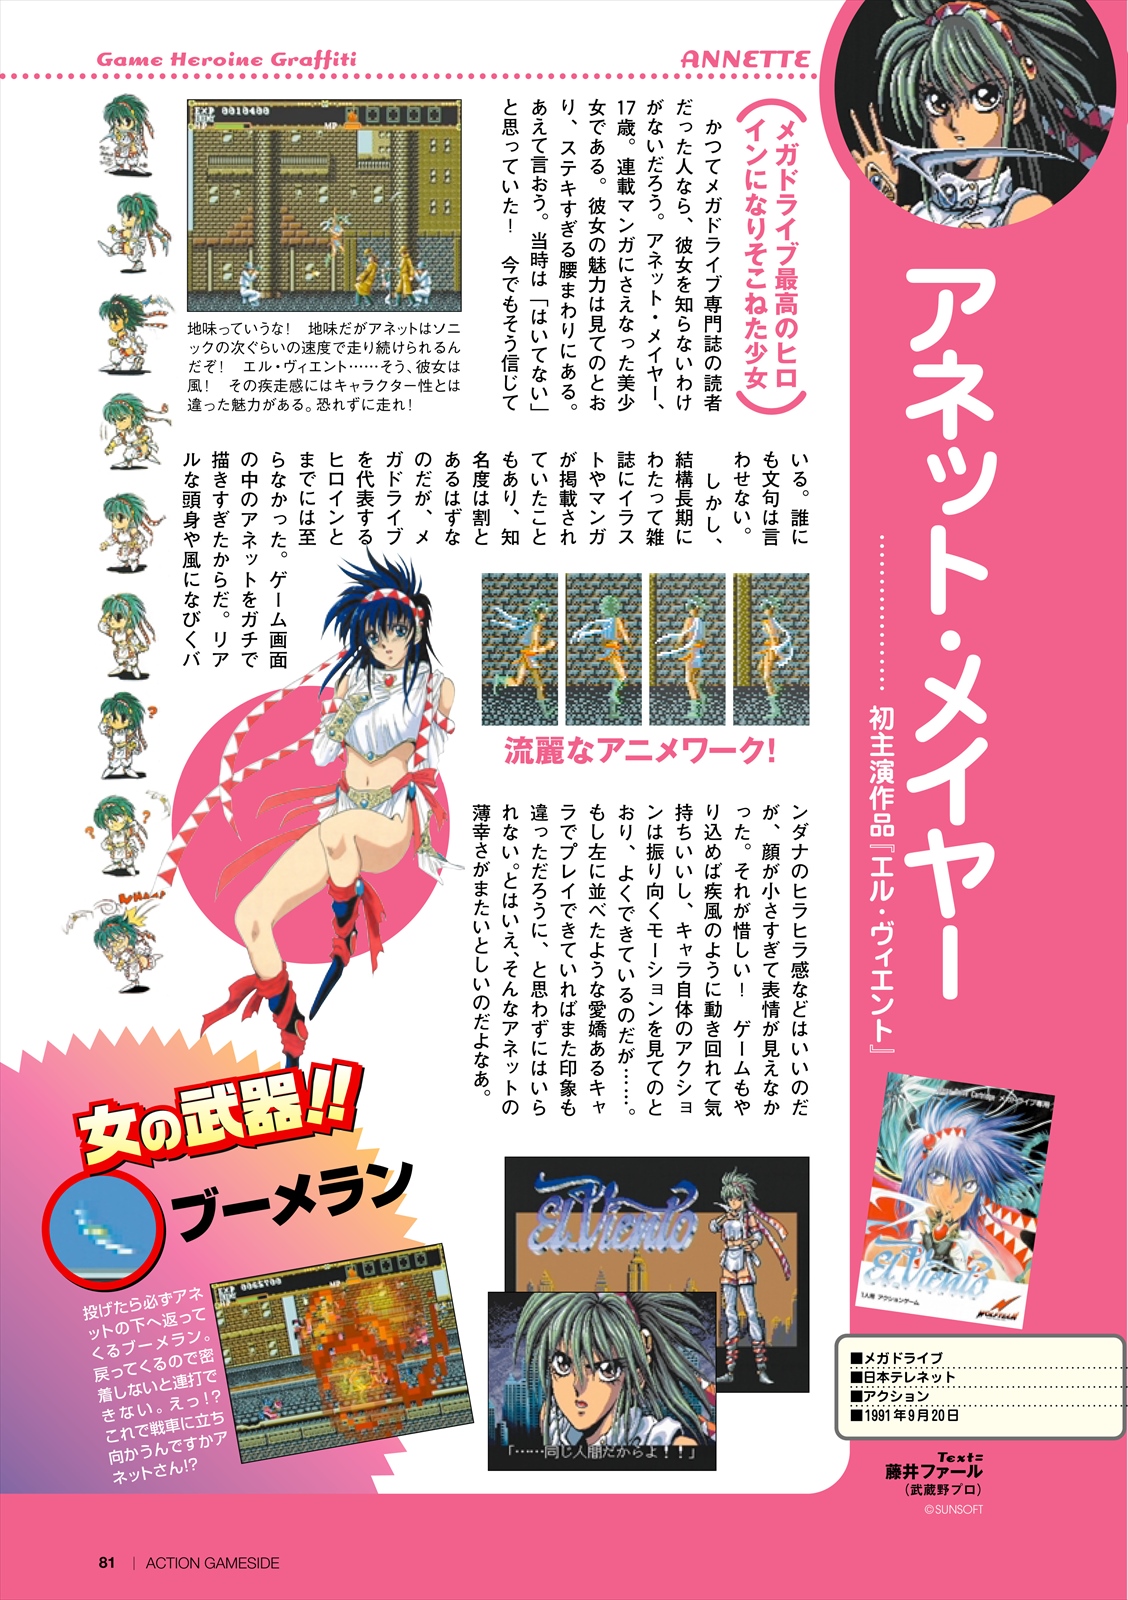 Game Heroine Graffiti
ANNETTE
アネット・メイヤー
初主演作品『エル・ヴィエント』
メガドライブ最高のヒロ
インになりそこねた少女
かつてメガドライブ専門誌の読者
だった人なら、彼女を知らないわけ
がないだろう。アネット・メイヤー、
17歳。連載マンガにさえなった美少
女である。彼女の魅力は見てのとお
り、ステキすぎる腰まわりにある。
あえて言おう。当時は「はいてない」
と思っていた！　今でもそう信じて
いる。誰に
も文句は言
わせない。
しかし、
結構長期に
わたって雑
誌にイラス
トやマンガ
が掲載され
ていたこと
もあり、知
名度は割と
あるはずな
のだが、メ
ガドライブ
を代表する
ヒロインと
までには至
らなかった。ゲーム画面
の中のアネットをガチで
描きすぎたからだ。リア
ルな頭身や風になびくバ
ンダナのヒラヒラ感などはいいのだ
が、顔が小さすぎて表情が見えなか
った。それが惜しい！　ゲームもや
り込めば疾風のように動き回れて気
持ちいいし、キャラ自体のアクショ
ンは振り向くモーションを見てのと
おり、よくできているのだが……。
もし左に並べたような愛嬌あるキャ
ラでプレイできていればまた印象も
違っただろうに、と思わずにはいら
れない。とはいえ、そんなアネットの
薄幸さがまたいとしいのだよなあ。
EXP 0010400
HP
MP
地味っていうな！　地味だがアネットはソニ
ックの次ぐらいの速度で走り続けられるん
だぞ！　エル・ヴィエント……そう、彼女は
風！　その疾走感にはキャラクター性とは
違った魅力がある。恐れずに走れ！
流麗なアニメワーク！
?
?
?
女の武器!!
ブーメラン
投げたら必ずアネ
ットの下へ返って
くるブーメラン。
戻ってくるので密
着しないと連打で
きない。えっ！？
これで戦車に立ち
向かうんですかア
ネットさん!?
EXP 0065700
HP
MP
El Viento
「……同じ人間だからよ！！」
メガドライブ専用
El Viento
1人用 アクションゲーム
WOLFTEAM
■メガドライブ
■日本テレネット
■アクション
■1991年9月20日
Text=
藤井ファール
（武蔵野プロ）
©SUNSOFT
81 | ACTION GAMESIDE